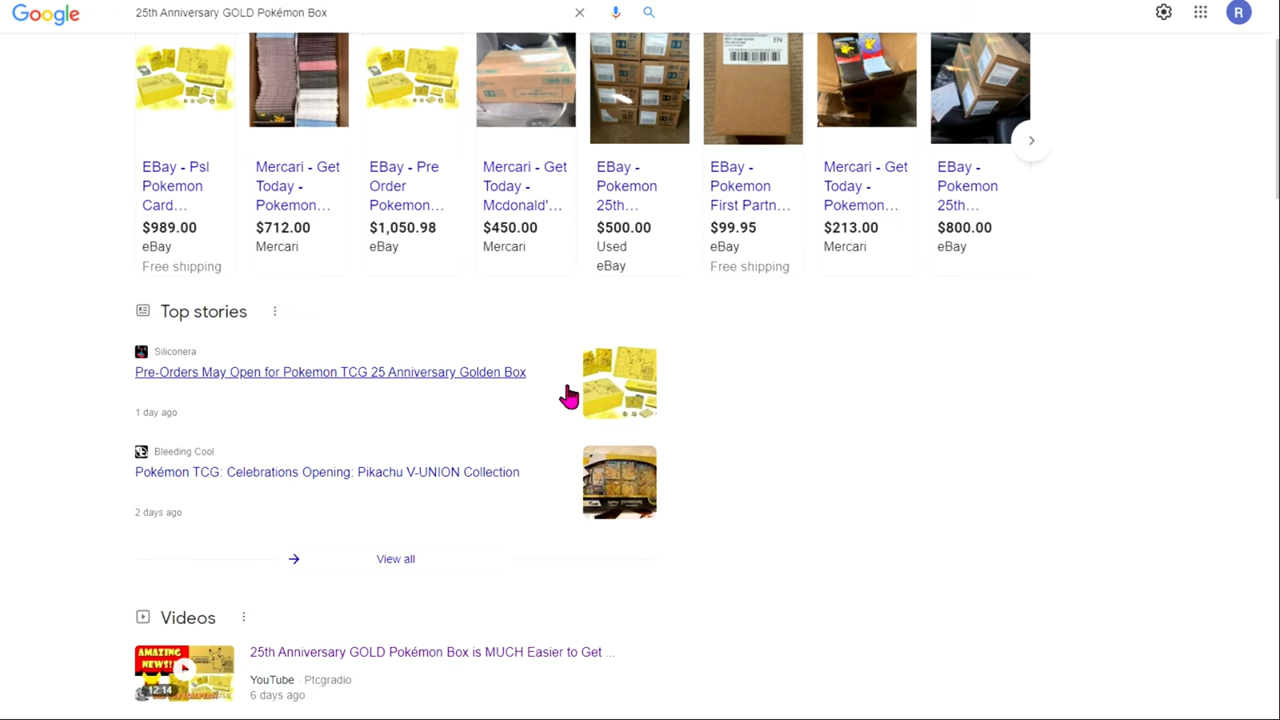 Google
25th Anniversary GOLD Pokémon Box
R
EN
EBay - Psl
Pokemon
Card...
$989.00
eBay
Free shipping
Mercari - Get
Today -
Pokemon...
$712.00
Mercari
EBay - Pre
Order
Pokemon...
$1,050.98
eBay
Mercari - Get
Today -
Mcdonald'...
$450.00
Mercari
EBay -
Pokemon
25th...
$500.00
Used
eBay
EBay -
Pokemon
First Partn...
$99.95
eBay
Free shipping
Mercari - Get
Today -
Pokemon...
$213.00
Mercari
EBay -
Pokemon
25th...
$800.00
eBay
Top stories
Siliconera
Pre-Orders May Open for Pokemon TCG 25 Anniversary Golden Box
1 day ago
Bleeding Cool
Pokémon TCG: Celebrations Opening: Pikachu V-UNION Collection
2 days ago
View all
Videos
AMAZING
NEWS!
12:14
25th Anniversary GOLD Pokémon Box is MUCH Easier to Get ...
YouTube · Ptcgradio
6 days ago